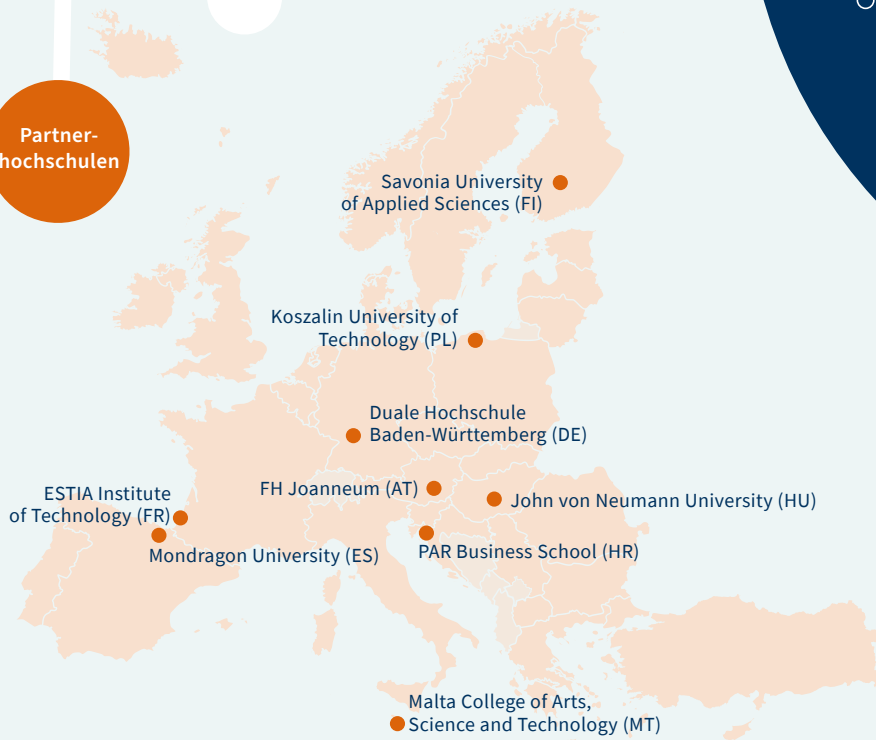 Partner-
hochschulen
Savonia University
of Applied Sciences (FI)
Koszalin University of
Technology (PL)
Duale Hochschule
Baden-Württemberg (DE)
FH Joanneum (AT)
John von Neumann University (HU)
ESTIA Institute
of Technology (FR)
Mondragon University (ES)
PAR Business School (HR)
Malta College of Arts,
Science and Technology (MT)